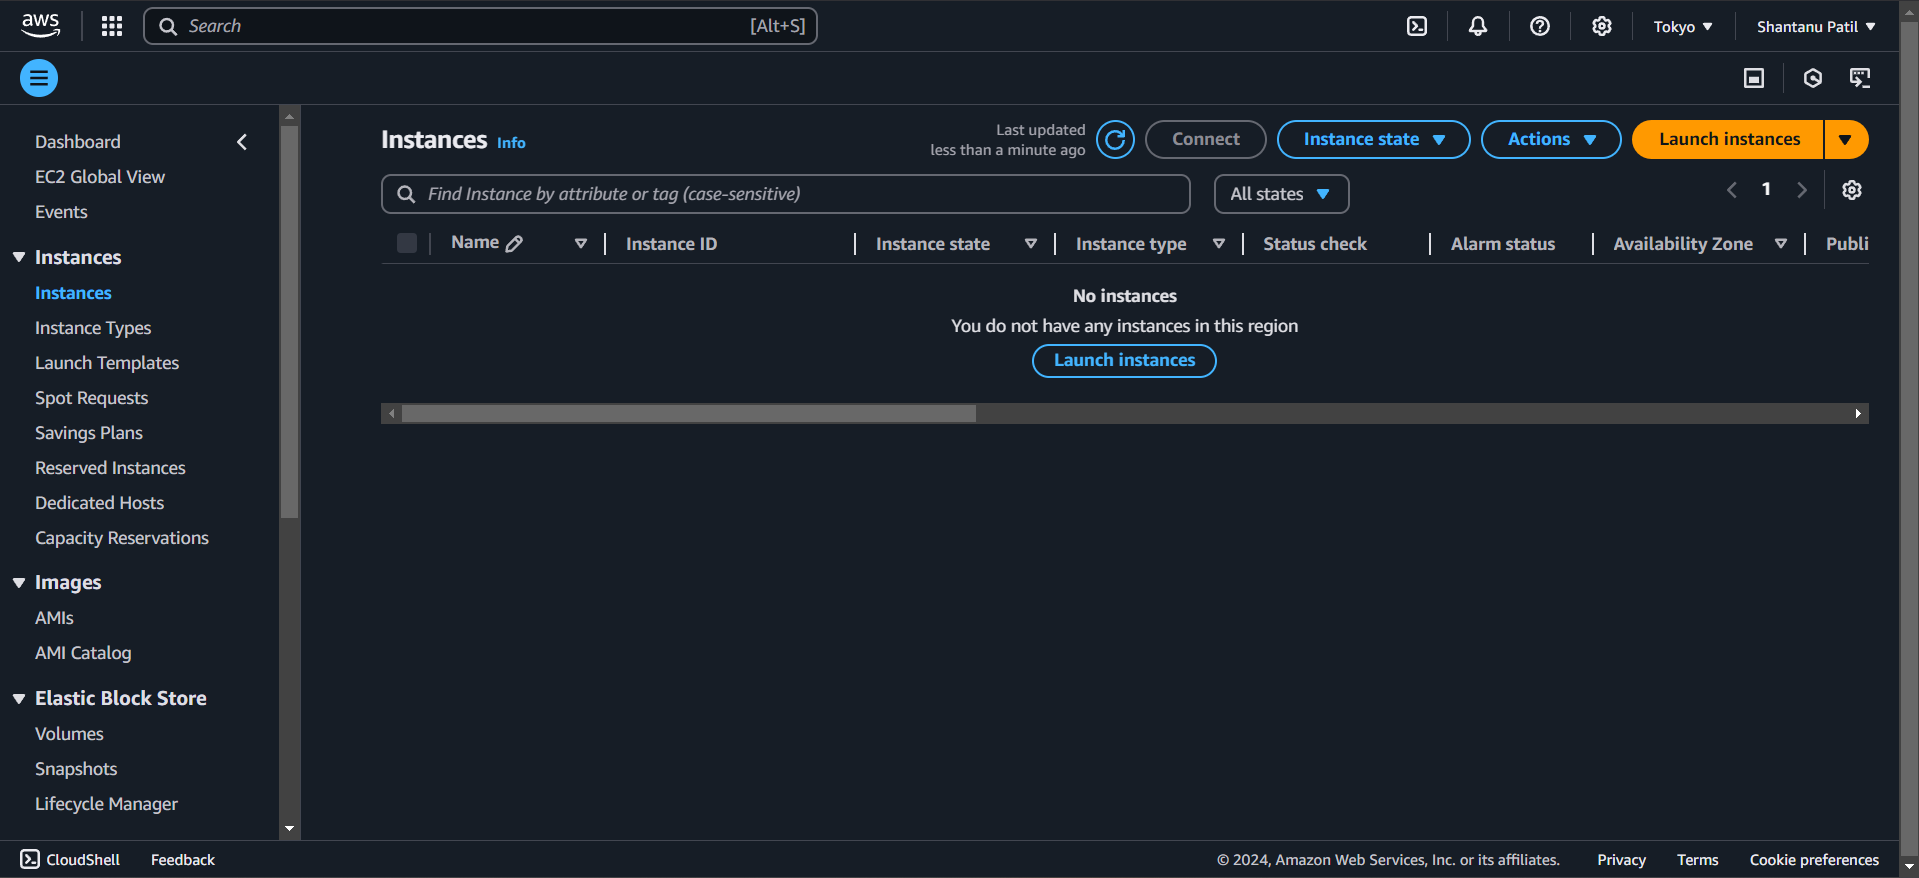 aws
Search [Alt+S]
Tokyo
Shantanu Patil
Dashboard
EC2 Global View
Events
Instances
Instances
Instance Types
Launch Templates
Spot Requests
Savings Plans
Reserved Instances
Dedicated Hosts
Capacity Reservations
Images
AMIs
AMI Catalog
Elastic Block Store
Volumes
Snapshots
Lifecycle Manager
Instances Info
Last updated
less than a minute ago
Connect
Instance state
Actions
Launch instances
Find Instance by attribute or tag (case-sensitive)
All states
1
Name
Instance ID
Instance state
Instance type
Status check
Alarm status
Availability Zone
Publi
No instances
You do not have any instances in this region
Launch instances
CloudShell
Feedback
© 2024, Amazon Web Services, Inc. or its affiliates.
Privacy
Terms
Cookie preferences